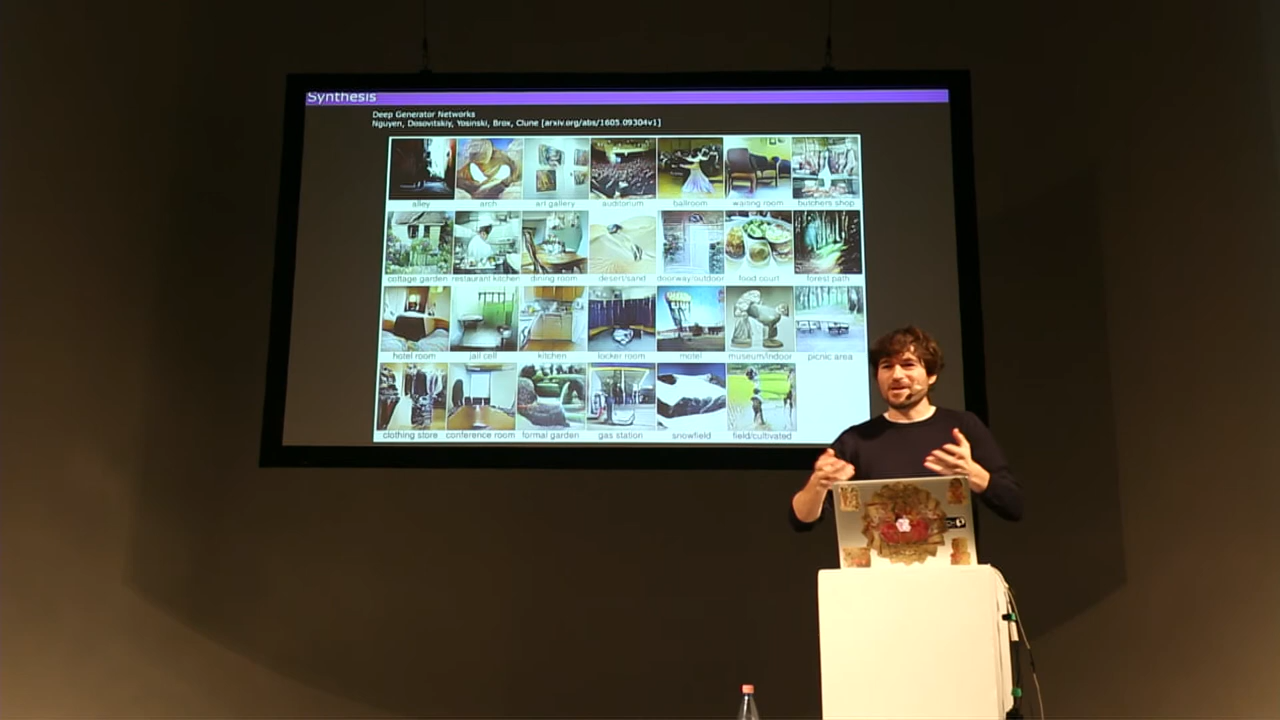 Synthesis
Deep Generator Networks
Nguyen, Dosovitskiy, Yosinski, Brox, Clune [arxiv.org/abs/1605.09304v1]
alley arch art gallery auditorium ballroom waiting room butchers shop
cottage garden restaurant kitchen dining room desert/sand doorway/outdoor food court forest path
hotel room jail cell kitchen locker room motel museum/indoor picnic area
clothing store conference room formal garden gas station snowfield field/cultivated